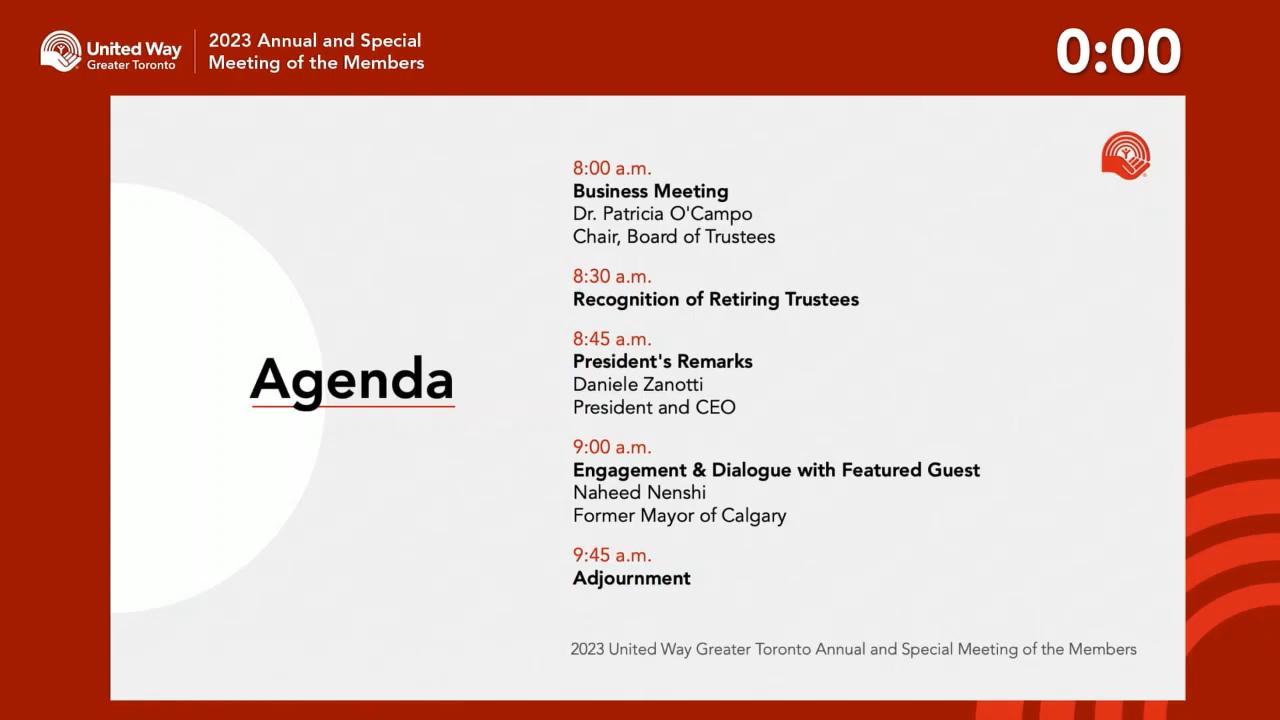 United Way
Greater Toronto
2023 Annual and Special
Meeting of the Members
0:00
Agenda
8:00 a.m.
Business Meeting
Dr. Patricia O'Campo
Chair, Board of Trustees
8:30 a.m.
Recognition of Retiring Trustees
8:45 a.m.
President's Remarks
Daniele Zanotti
President and CEO
9:00 a.m.
Engagement & Dialogue with Featured Guest
Naheed Nenshi
Former Mayor of Calgary
9:45 a.m.
Adjournment
2023 United Way Greater Toronto Annual and Special Meeting of the Members